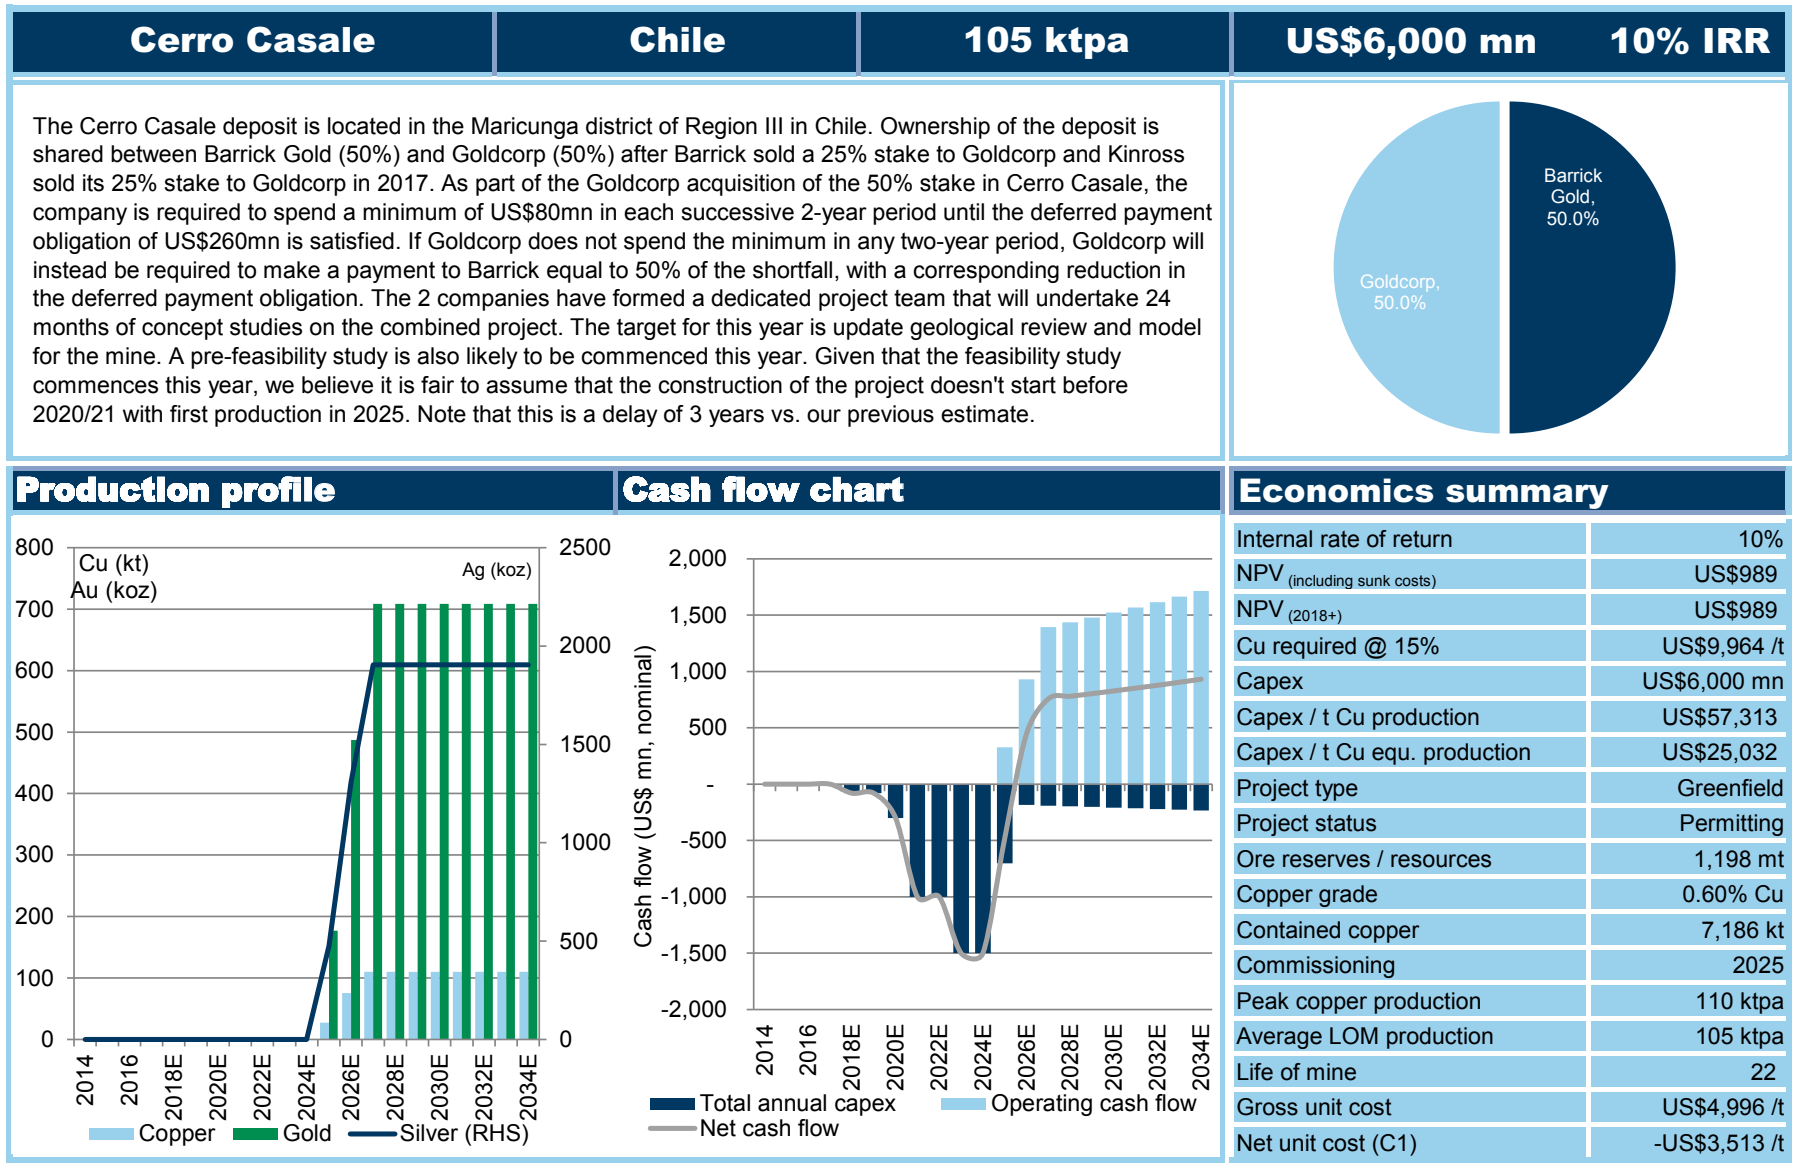 Cerro Casale
Chile
105 ktpa
US$6,000 mn
10% IRR
The Cerro Casale deposit is located in the Maricunga district of Region III in Chile. Ownership of the deposit is
shared between Barrick Gold (50%) and Goldcorp (50%) after Barrick sold a 25% stake to Goldcorp and Kinross
sold its 25% stake to Goldcorp in 2017. As part of the Goldcorp acquisition of the 50% stake in Cerro Casale, the
company is required to spend a minimum of US$80mn in each successive 2-year period until the deferred payment
obligation of US$260mn is satisfied. If Goldcorp does not spend the minimum in any two-year period, Goldcorp will
instead be required to make a payment to Barrick equal to 50% of the shortfall, with a corresponding reduction in
the deferred payment obligation. The 2 companies have formed a dedicated project team that will undertake 24
months of concept studies on the combined project. The target for this year is update geological review and model
for the mine. A pre-feasibility study is also likely to be commenced this year. Given that the feasibility study
commences this year, we believe it is fair to assume that the construction of the project doesn't start before
2020/21 with first production in 2025. Note that this is a delay of 3 years vs. our previous estimate.
Barrick
Gold,
50.0%
Goldcorp,
50.0%
Production profile
800
700
600
500
400
300
200
100
0
Cu (kt)
Au (koz)
Ag (koz)
2500
2000
1500
1000
500
0
2014
2016
2018E
2020E
2022E
2024E
2026E
2028E
2030E
2032E
2034E
Copper
Gold
Silver (RHS)
Cash flow chart
Cash flow (US$ mn, nominal)
2,000
1,500
1,000
500
-
-500
-1,000
-1,500
-2,000
2014
2016
2018E
2020E
2022E
2024E
2026E
2028E
2030E
2032E
2034E
Total annual capex
Operating cash flow
Net cash flow
Economics summary
Internal rate of return 10%
NPV (including sunk costs) US$989
NPV (2018+) US$989
Cu required @ 15% US$9,964 /t
Capex US$6,000 mn
Capex / t Cu production US$57,313
Capex / t Cu equ. production US$25,032
Project type Greenfield
Project status Permitting
Ore reserves / resources 1,198 mt
Copper grade 0.60% Cu
Contained copper 7,186 kt
Commissioning 2025
Peak copper production 110 ktpa
Average LOM production 105 ktpa
Life of mine 22
Gross unit cost US$4,996 /t
Net unit cost (C1) -US$3,513 /t